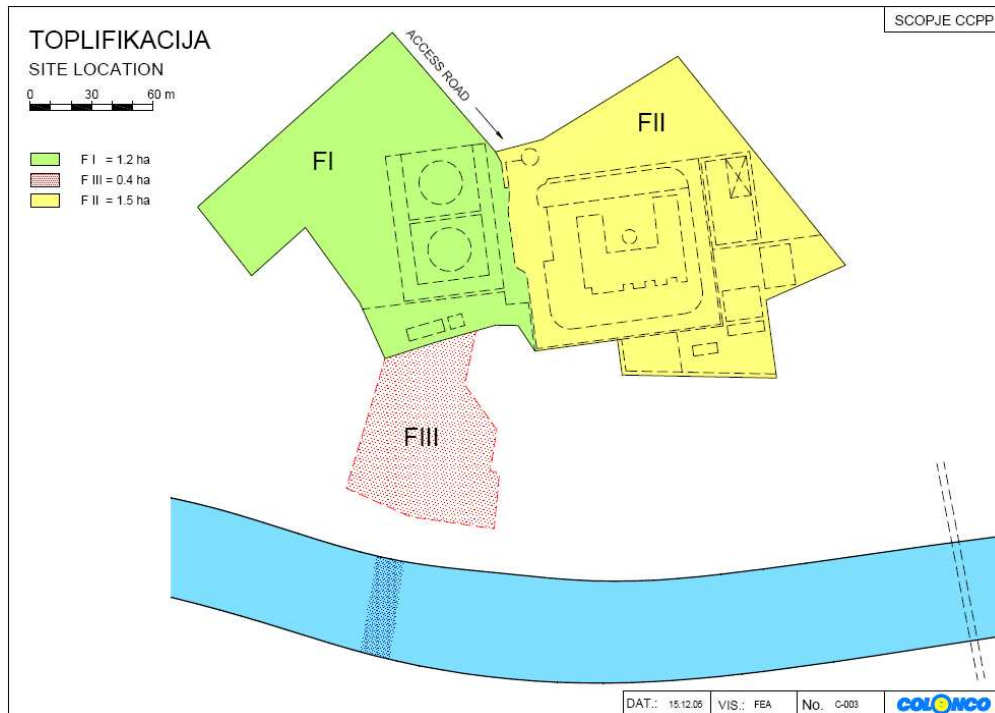 SCOPJE CCPP
TOPLIFIKACIJA
SITE LOCATION
0 30 60 m
F I = 1.2 ha
F III = 0.4 ha
F II = 1.5 ha
ACCESS ROAD
FI
FII
FIII
DAT.: 15.12.05 VIS.: FEA No. C-003 COLENCO